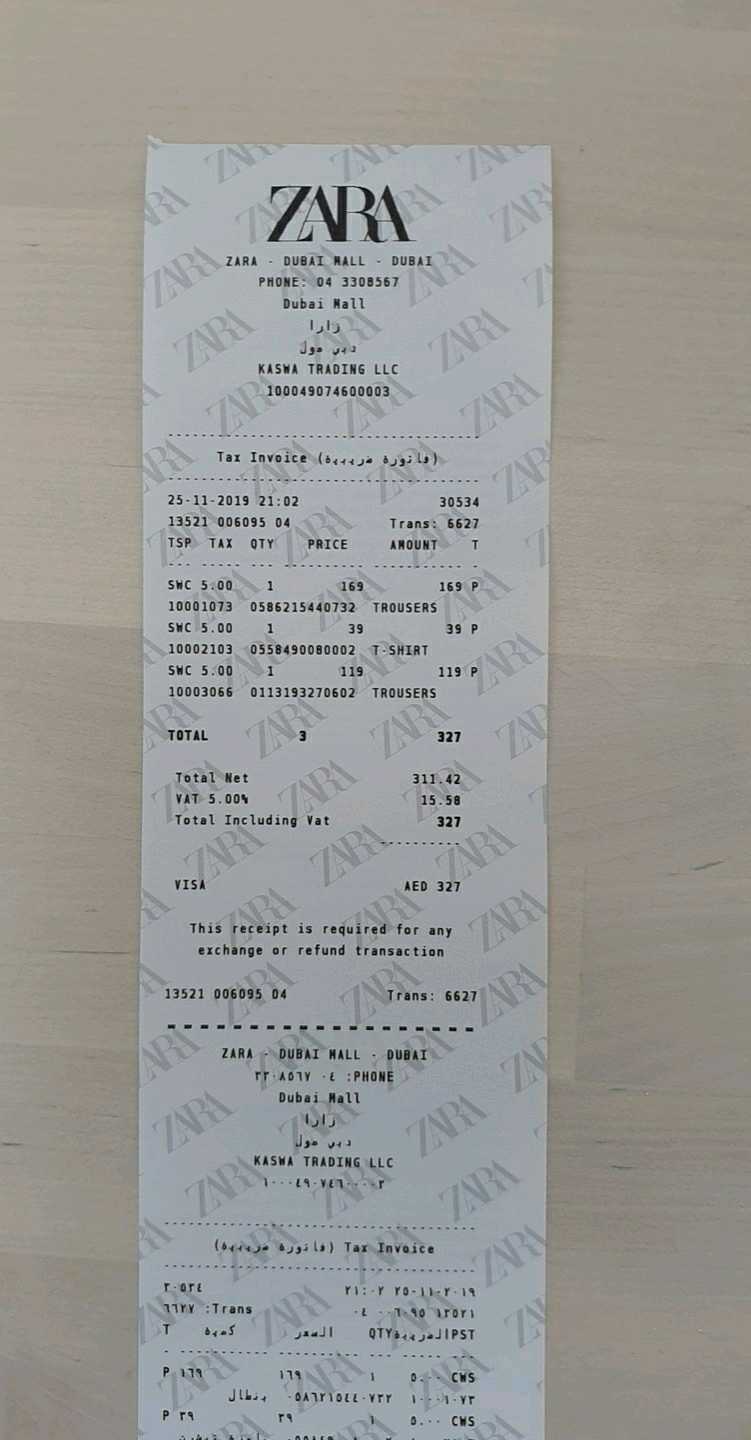 ZARA
ZARA - DUBAI MALL - DUBAI
PHONE: 04 3308567
Dubai Mall
زارا
دبي مول
KASWA TRADING LLC
100049074600003
Tax Invoice (فاتورة ضريبية)
25-11-2019 21:02 30534
13521 006095 04 Trans: 6627
TSP TAX QTY PRICE AMOUNT T
SWC 5.00 1 169 169 P
10001073 0586215440732 TROUSERS
SWC 5.00 1 39 39 P
10002103 0558490080002 T-SHIRT
SWC 5.00 1 119 119 P
10003066 0113193270602 TROUSERS
TOTAL 3 327
Total Net 311.42
VAT 5.00% 15.58
Total Including Vat 327
VISA AED 327
This receipt is required for any
exchange or refund transaction
13521 006095 04 Trans: 6627
ZARA - DUBAI MALL - DUBAI
٣٣٠٨٥٦٧ ٠٤ :PHONE
Dubai Mall
زارا
دبي مول
KASWA TRADING LLC
١٠٠٠٤٩٠٧٤٦٠٠٠٠٣
(فاتورة ضريبية) Tax Invoice
٣٠٥٣٤ ٢١:٠٢ ٢٥-١١-٢٠١٩
٦٦٢٧ :Trans ٠٤ ٠٠٦٠٩٥ ١٣٥٢١
T كمية السعر QTY الضريبة PST
P ١٦٩ ١٦٩ ١ ٥.٠٠ CWS
بنطال ٠٥٨٦٢١٥٤٤٠٧٣٢ ١٠٠٠١٠٧٣
P ٣٩ ٣٩ ١ ٥.٠٠ CWS